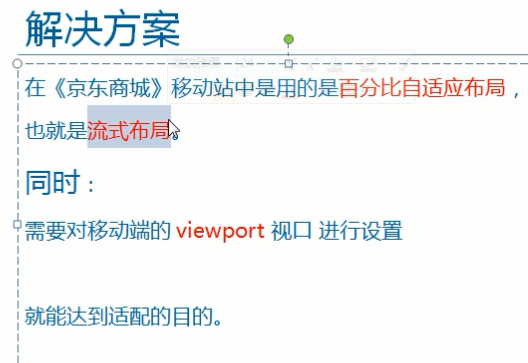 解决方案
在《京东商城》移动站中是用的是百分比自适应布局，
也就是流式布局。
同时：
需要对移动端的 viewport 视口 进行设置
就能达到适配的目的。